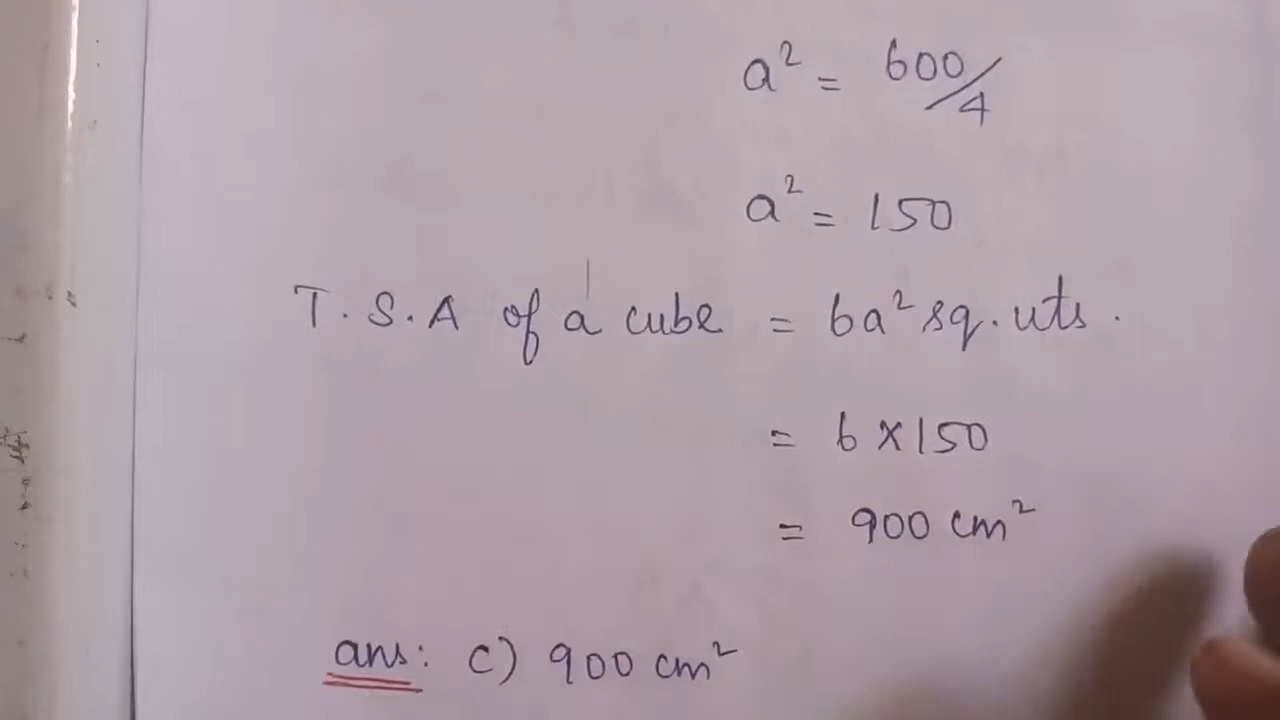 a² = 600/4
a² = 150
T.S.A of a cube = 6a² sq.uts.
= 6×150
= 900 cm²
ans: c) 900 cm²